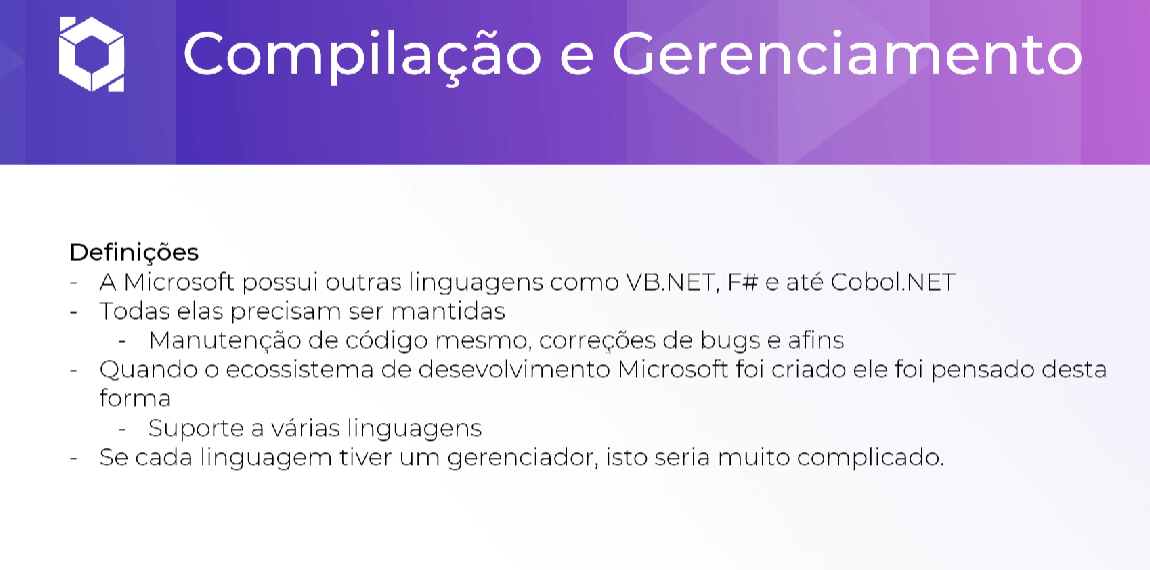 Compilação e Gerenciamento
Definições
- A Microsoft possui outras linguagens como VB.NET, F# e até Cobol.NET
- Todas elas precisam ser mantidas
- Manutenção de código mesmo, correções de bugs e afins
- Quando o ecossistema de desevolvimento Microsoft foi criado ele foi pensado desta
forma
- Suporte a várias linguagens
- Se cada linguagem tiver um gerenciador, isto seria muito complicado.